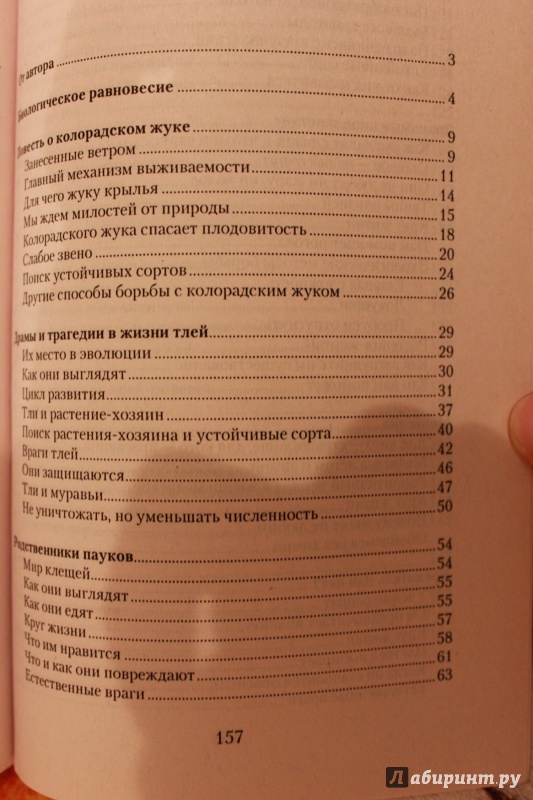 От автора 3
Биологическое равновесие 4
Повесть о колорадском жуке 9
Занесенные ветром 9
Главный механизм выживаемости 11
Для чего жуку крылья 14
Мы ждем милостей от природы 15
Колорадского жука спасает плодовитость 18
Слабое звено 20
Поиск устойчивых сортов 24
Другие способы борьбы с колорадским жуком 26
Драмы и трагедии в жизни тлей 29
Их место в эволюции 29
Как они выглядят 30
Цикл развития 31
Тли и растение-хозяин 37
Поиск растения-хозяина и устойчивые сорта 40
Враги тлей 42
Они защищаются 46
Тли и муравьи 47
Не уничтожать, но уменьшать численность 50
Родственники пауков 54
Мир клещей 54
Как они выглядят 55
Как они едят 55
Круг жизни 57
Что им нравится 58
Что и как они повреждают 61
Естественные враги 63
157
Лабиринт.ру